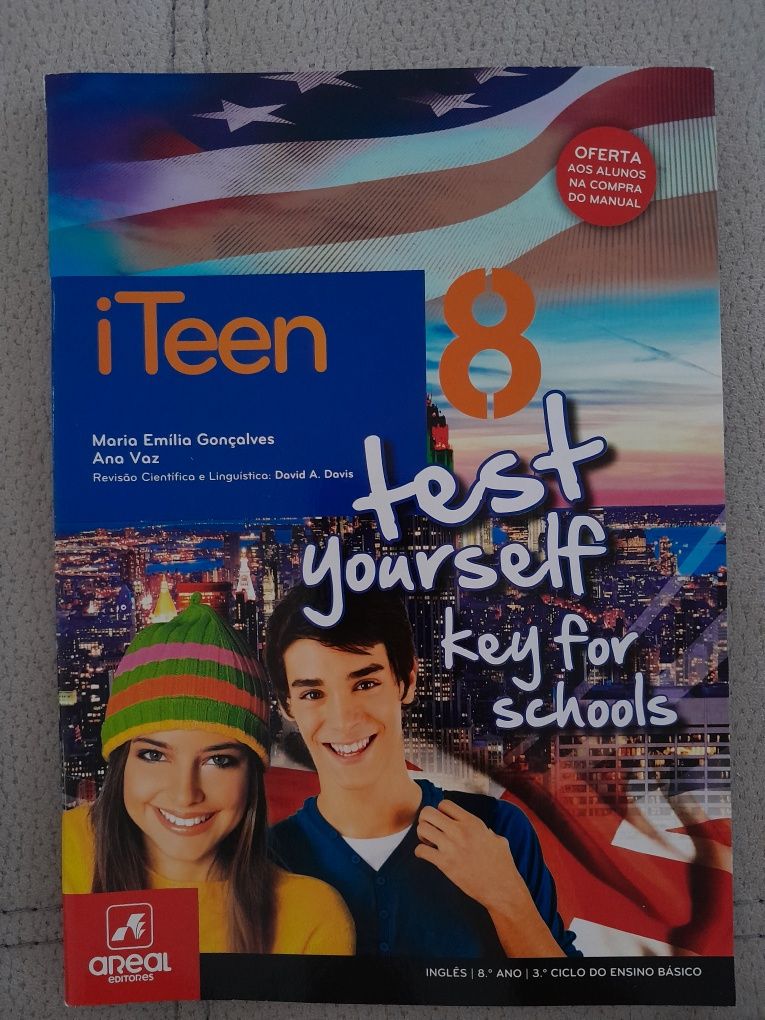 OFERTA
AOS ALUNOS
NA COMPRA
DO MANUAL
iTeen
8
Maria Emília Gonçalves
Ana Vaz
Revisão Científica e Linguística: David A. Davis
test
yourself
key for
schools
areal
EDITORES
INGLÊS | 8.º ANO | 3.º CICLO DO ENSINO BÁSICO